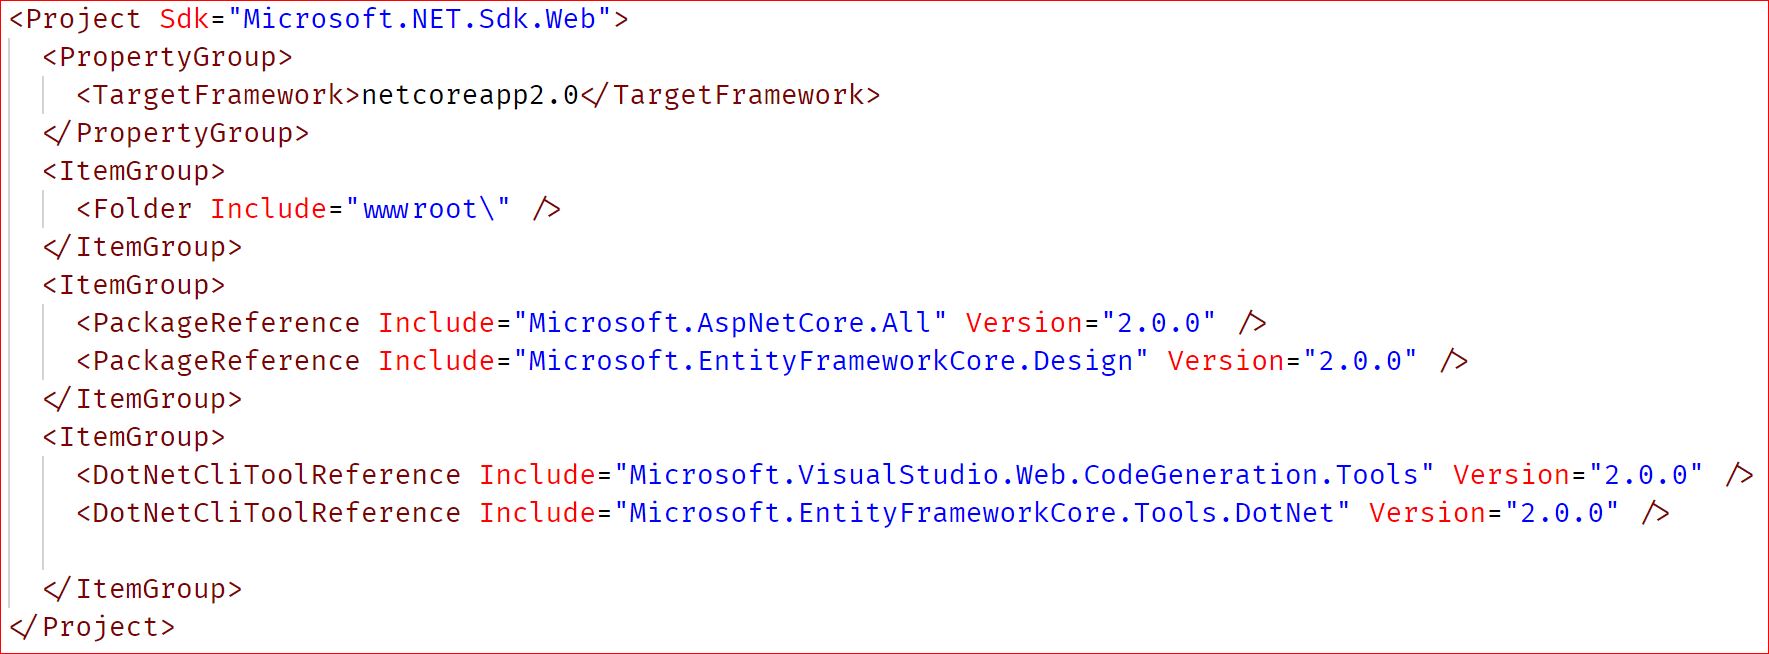 <Project Sdk="Microsoft.NET.Sdk.Web">
<PropertyGroup>
<TargetFramework>netcoreapp2.0</TargetFramework>
</PropertyGroup>
<ItemGroup>
<Folder Include="wwwroot\" />
</ItemGroup>
<ItemGroup>
<PackageReference Include="Microsoft.AspNetCore.All" Version="2.0.0" />
<PackageReference Include="Microsoft.EntityFrameworkCore.Design" Version="2.0.0" />
</ItemGroup>
<ItemGroup>
<DotNetCliToolReference Include="Microsoft.VisualStudio.Web.CodeGeneration.Tools" Version="2.0.0" />
<DotNetCliToolReference Include="Microsoft.EntityFrameworkCore.Tools.DotNet" Version="2.0.0" />
</ItemGroup>
</Project>